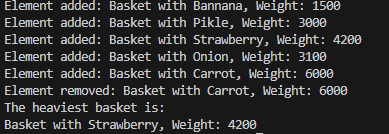 Element added: Basket with Bannana, Weight: 1500
Element added: Basket with Pikle, Weight: 3000
Element added: Basket with Strawberry, Weight: 4200
Element added: Basket with Onion, Weight: 3100
Element added: Basket with Carrot, Weight: 6000
Element removed: Basket with Carrot, Weight: 6000
The heaviest basket is:
Basket with Strawberry, Weight: 4200